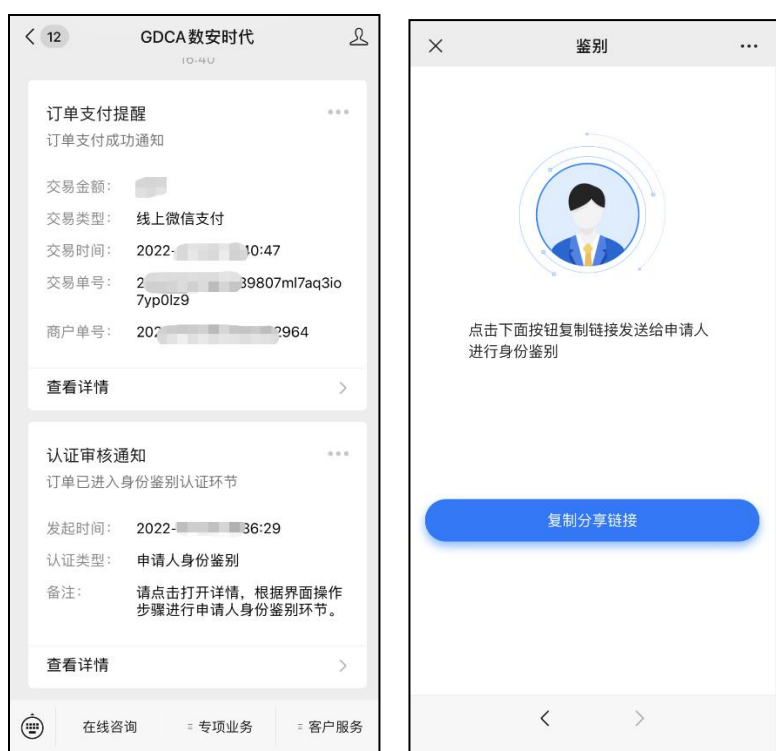 12
GDCA数安时代
订单支付提醒
订单支付成功通知
交易金额:
交易类型: 线上微信支付
交易时间: 2022- 40:47
交易单号: 2 39807ml7aq3io
7yp0lz9
商户单号: 202 2964
查看详情
认证审核通知
订单已进入身份鉴别认证环节
发起时间: 2022- 36:29
认证类型: 申请人身份鉴别
备注: 请点击打开详情，根据界面操作
步骤进行申请人身份鉴别环节。
查看详情
在线咨询 专项业务 客户服务
鉴别
点击下面按钮复制链接发送给申请人
进行身份鉴别
复制分享链接